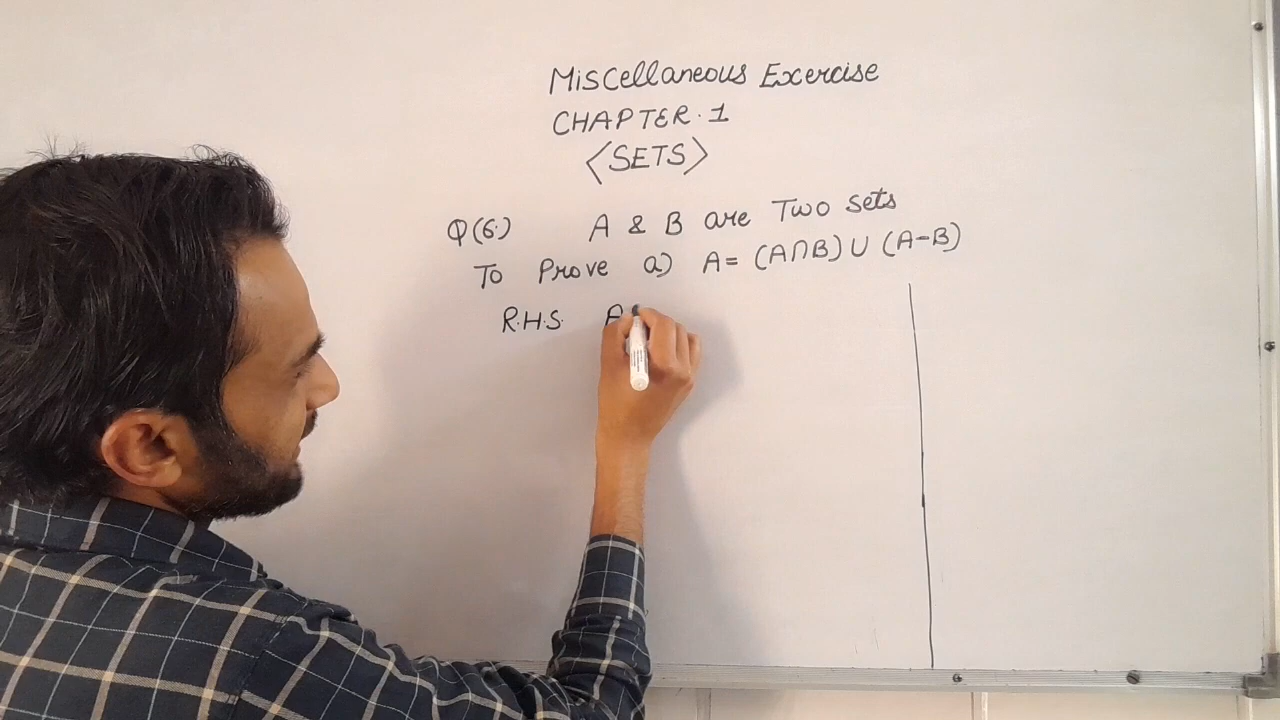 Miscellaneous Exercise
CHAPTER.1
<SETS>
Q(6.) A & B are Two sets
To Prove a) A= (A∩B) ∪ (A-B)
R.H.S. A